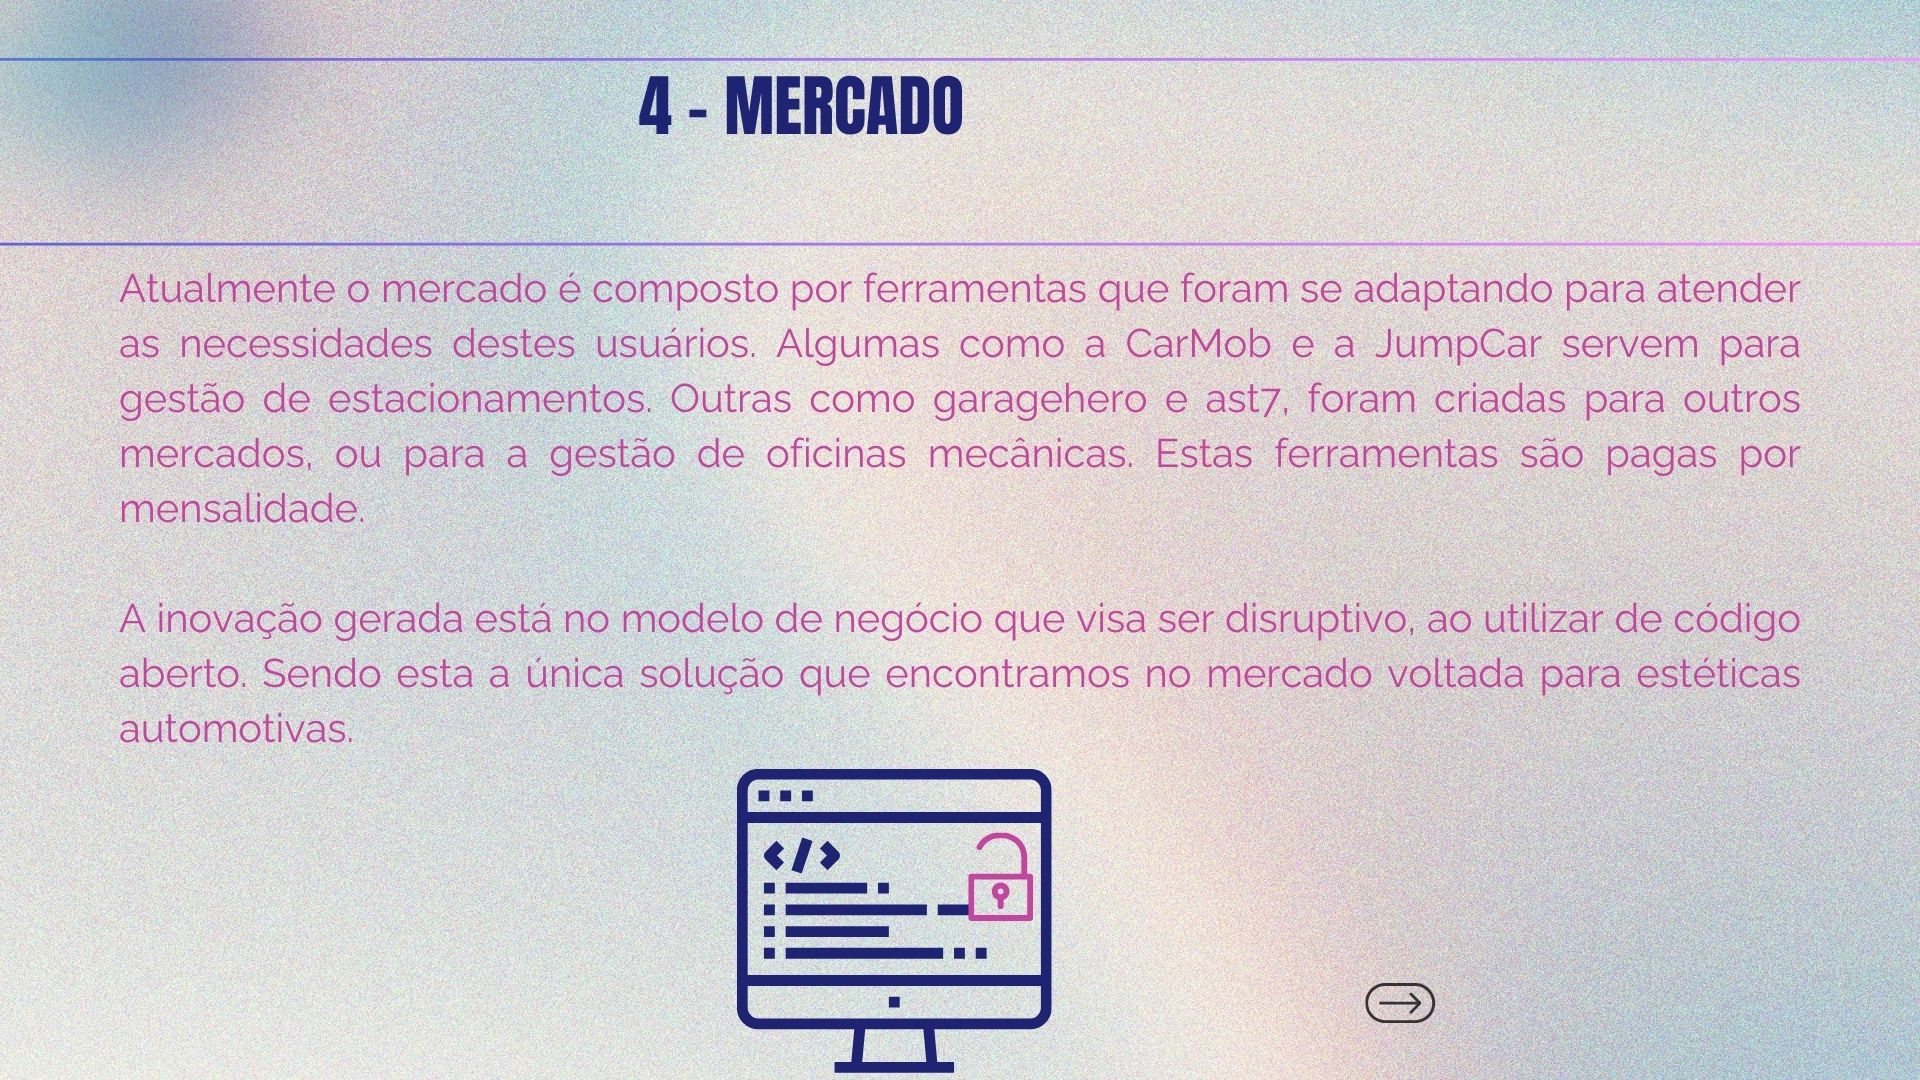 4 - MERCADO
Atualmente o mercado é composto por ferramentas que foram se adaptando para atender
as necessidades destes usuários. Algumas como a CarMob e a JumpCar servem para
gestão de estacionamentos. Outras como garagehero e ast7, foram criadas para outros
mercados, ou para a gestão de oficinas mecânicas. Estas ferramentas são pagas por
mensalidade.
A inovação gerada está no modelo de negócio que visa ser disruptivo, ao utilizar de código
aberto. Sendo esta a única solução que encontramos no mercado voltada para estéticas
automotivas.